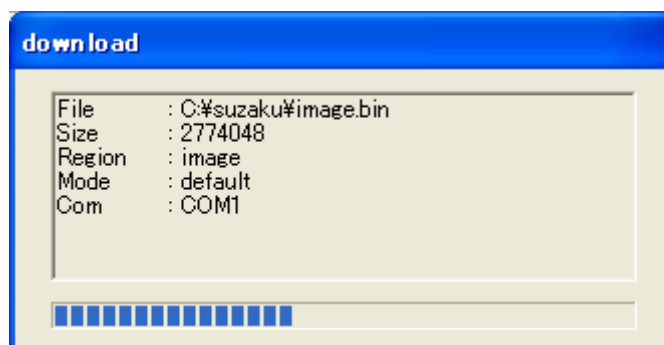 download
File : C:¥suzaku¥image.bin
Size : 2774048
Region : image
Mode : default
Com : COM1